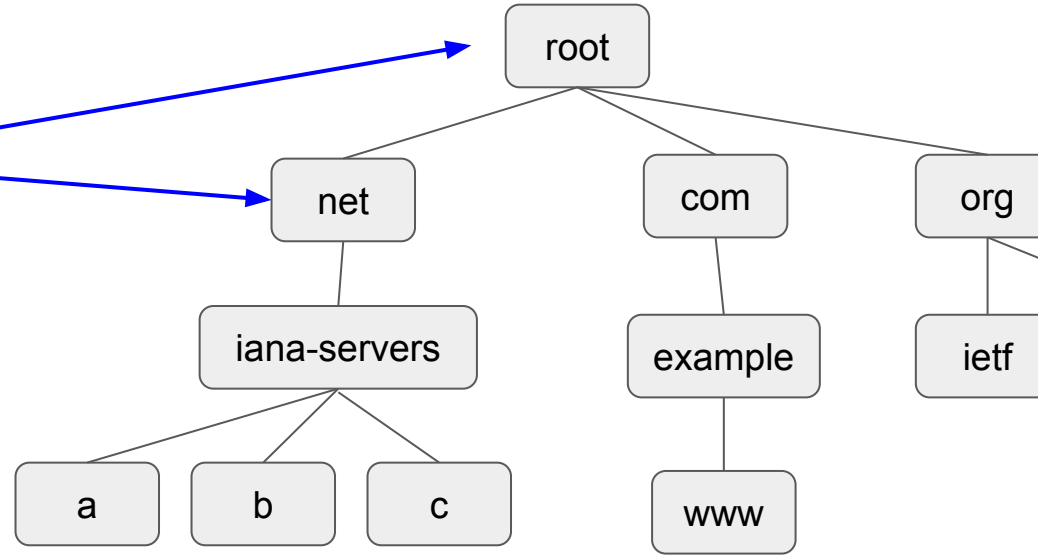 root
net
com
org
iana-servers
example
ietf
a
b
c
www